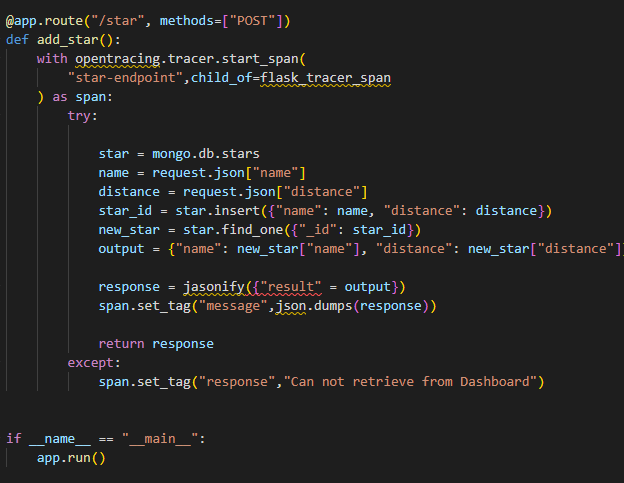 @app.route("/star", methods=["POST"])
def add_star():
    with opentracing.tracer.start_span(
        "star-endpoint",child_of=flask_tracer_span
    ) as span:
        try:
            star = mongo.db.stars
            name = request.json["name"]
            distance = request.json["distance"]
            star_id = star.insert({"name": name, "distance": distance})
            new_star = star.find_one({"_id": star_id})
            output = {"name": new_star["name"], "distance": new_star["distance"]
            response = jasonify({"result" = output})
            span.set_tag("message",json.dumps(response))
            return response
        except:
            span.set_tag("response","Can not retrieve from Dashboard")
if __name__ == "__main__":
    app.run()